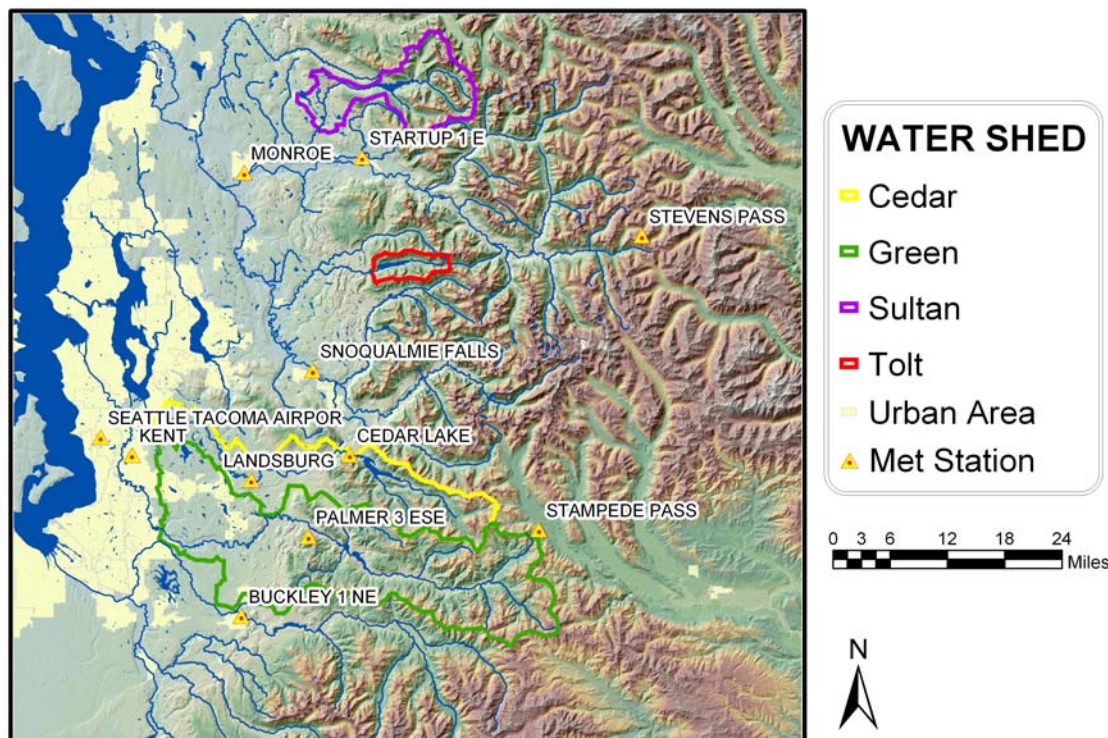 STARTUP 1 E
MONROE
STEVENS PASS
SNOQUALMIE FALLS
SEATTLE TACOMA AIRPOR
KENT
CEDAR LAKE
LANDSBURG
PALMER 3 ESE
STAMPEDE PASS
BUCKLEY 1 NE
WATER SHED
Cedar
Green
Sultan
Tolt
Urban Area
Met Station
0 3 6 12 18 24
Miles
N